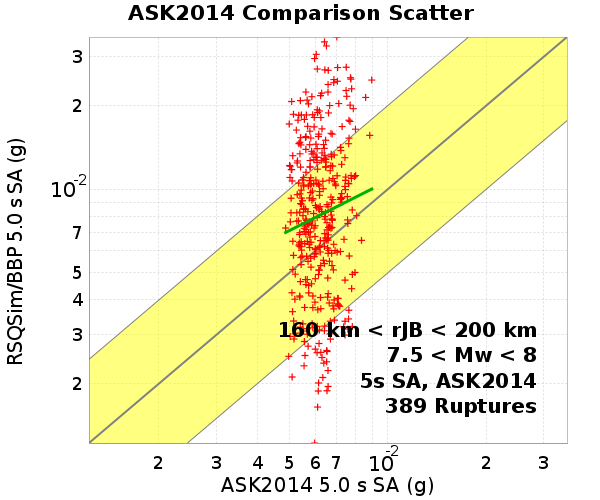 ASK2014 Comparison Scatter
RSQSim/BBP 5.0 s SA (g)
3
2
10-2
7
5
4
3
2
160 km < rJB < 200 km
7.5 < Mw < 8
5s SA, ASK2014
389 Ruptures
2 3 4 5 6 7 10-2 2 3
ASK2014 5.0 s SA (g)